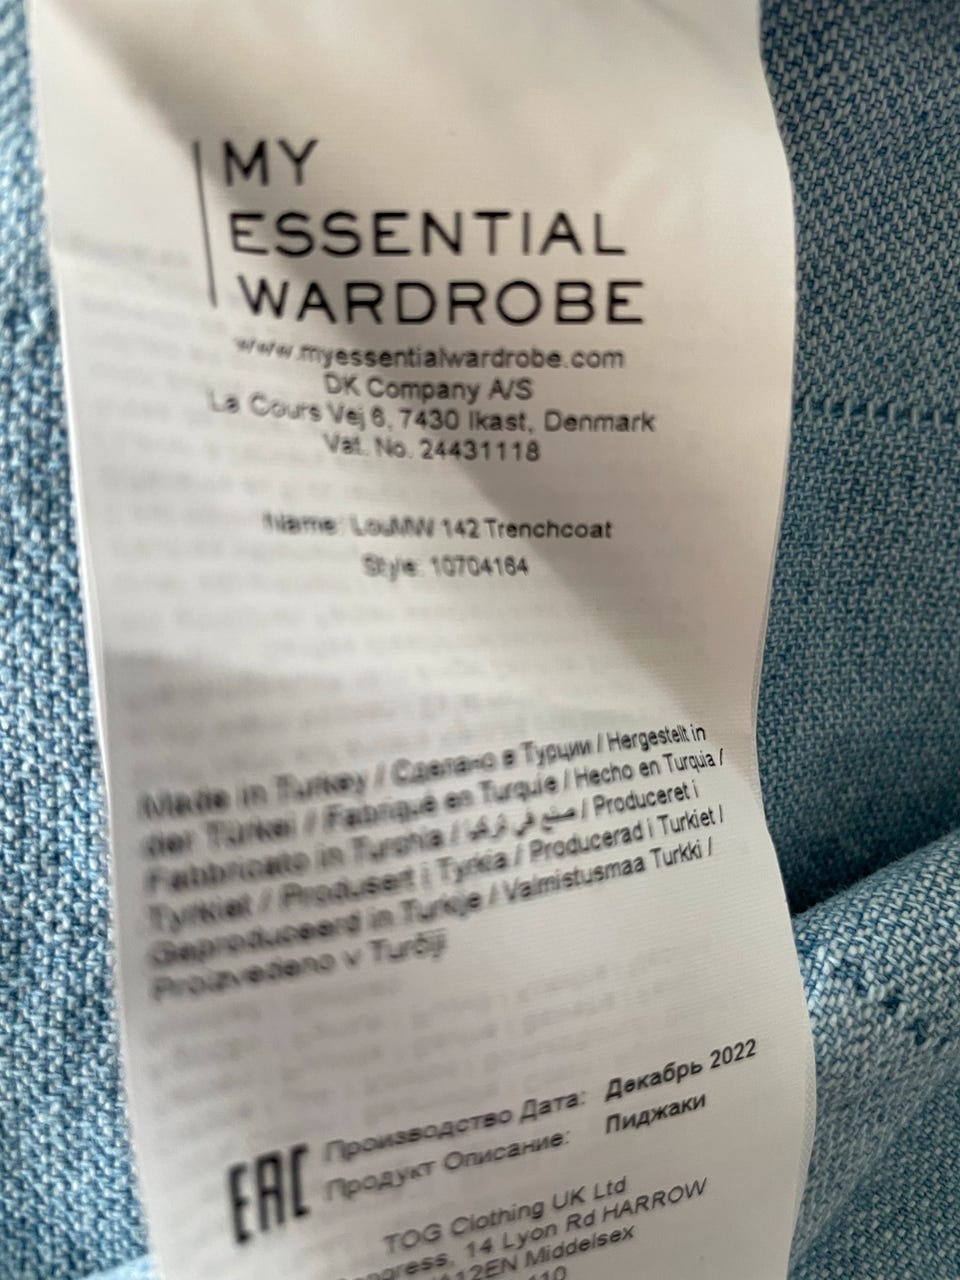 MY
ESSENTIAL
WARDROBE
www.myessentialwardrobe.com
DK Company A/S
La Cours Vej 6, 7430 Ikast, Denmark
Vat. No. 24431118
Name: LouMW 142 Trenchcoat
Style: 10704164
Made in Turkey / Сделано в Турции / Hergestellt in
der Türkei / Fabriqué en Turquie / Hecho en Turquia /
Fabbricato in Turchia / صنع في تركيا / Produceret i
Tyrkiet / Produsert i Tyrkia / Producerad i Turkiet /
Geproduceerd in Turkije / Valmistusmaa Turkki /
Proizvedeno v Turčiji
EAC
Производство Дата: Декабрь 2022
Продукт Описание: Пиджаки
TOG Clothing UK Ltd
14 Lyon Rd HARROW
12EN Middelsex